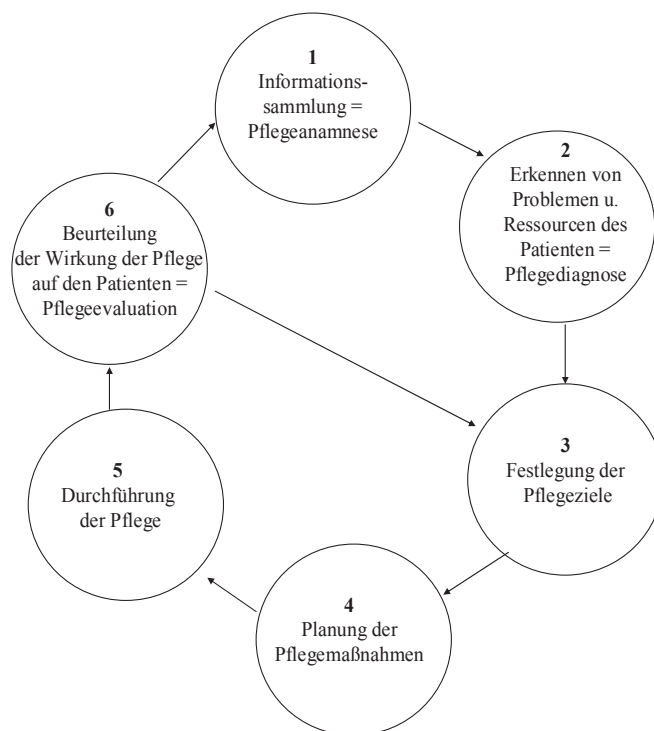 1
Informations-
sammlung =
Pflegeanamnese
2
Erkennen von
Problemen u.
Ressourcen des
Patienten =
Pflegediagnose
3
Festlegung der
Pflegeziele
4
Planung der
Pflegemaßnahmen
5
Durchführung
der Pflege
6
Beurteilung
der Wirkung der Pflege
auf den Patienten =
Pflegeevaluation